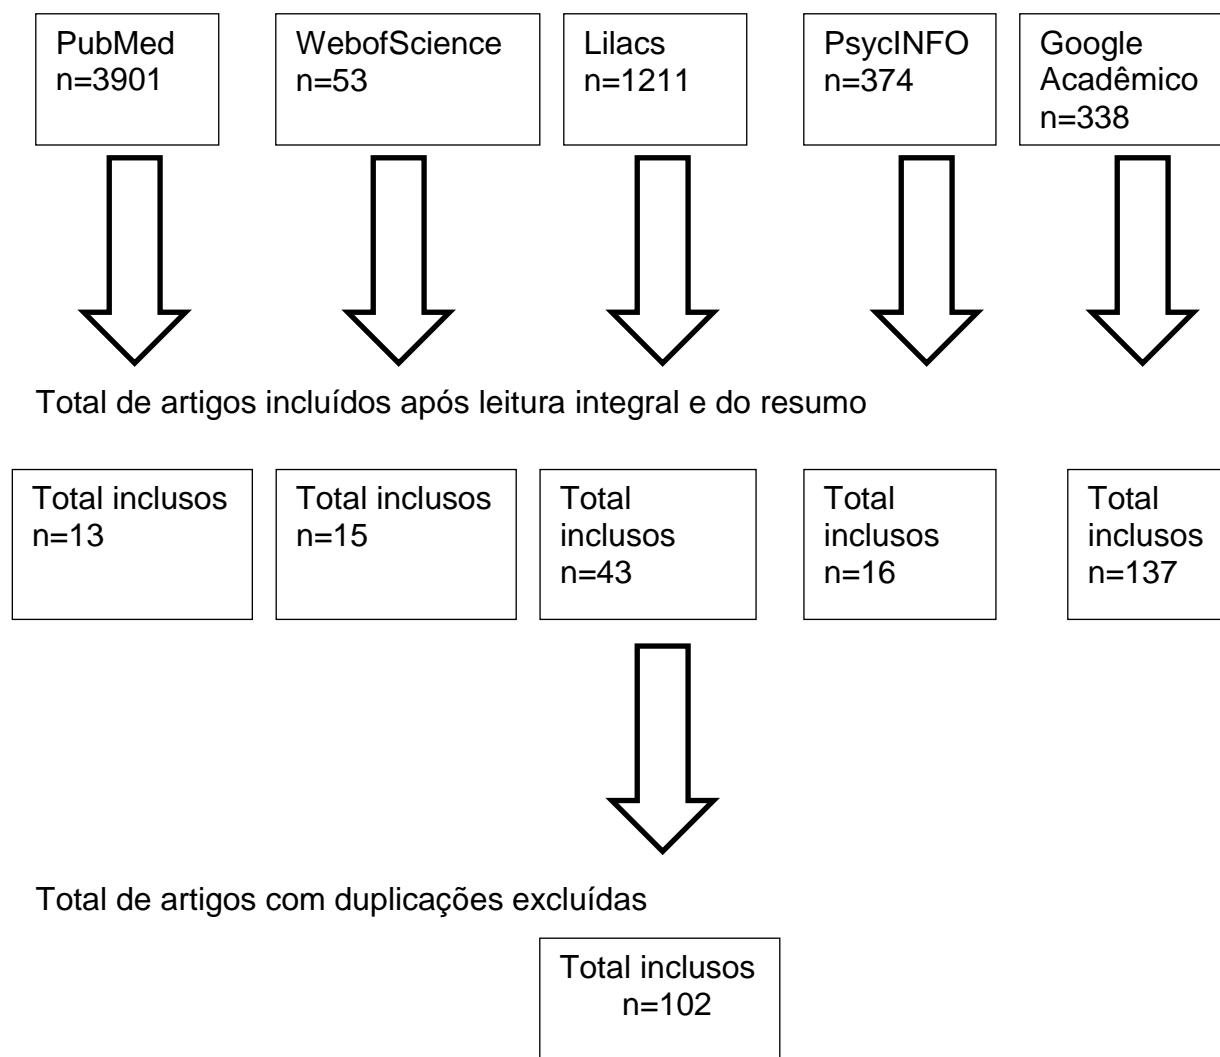 PubMed
n=3901
WebofScience
n=53
Lilacs
n=1211
PsycINFO
n=374
Google
Acadêmico
n=338
Total de artigos incluídos após leitura integral e do resumo
Total inclusos
n=13
Total inclusos
n=15
Total
inclusos
n=43
Total
inclusos
n=16
Total
inclusos
n=137
Total de artigos com duplicações excluídas
Total inclusos
n=102